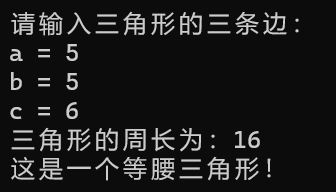 请输入三角形的三条边：
a = 5
b = 5
c = 6
三角形的周长为：16
这是一个等腰三角形！